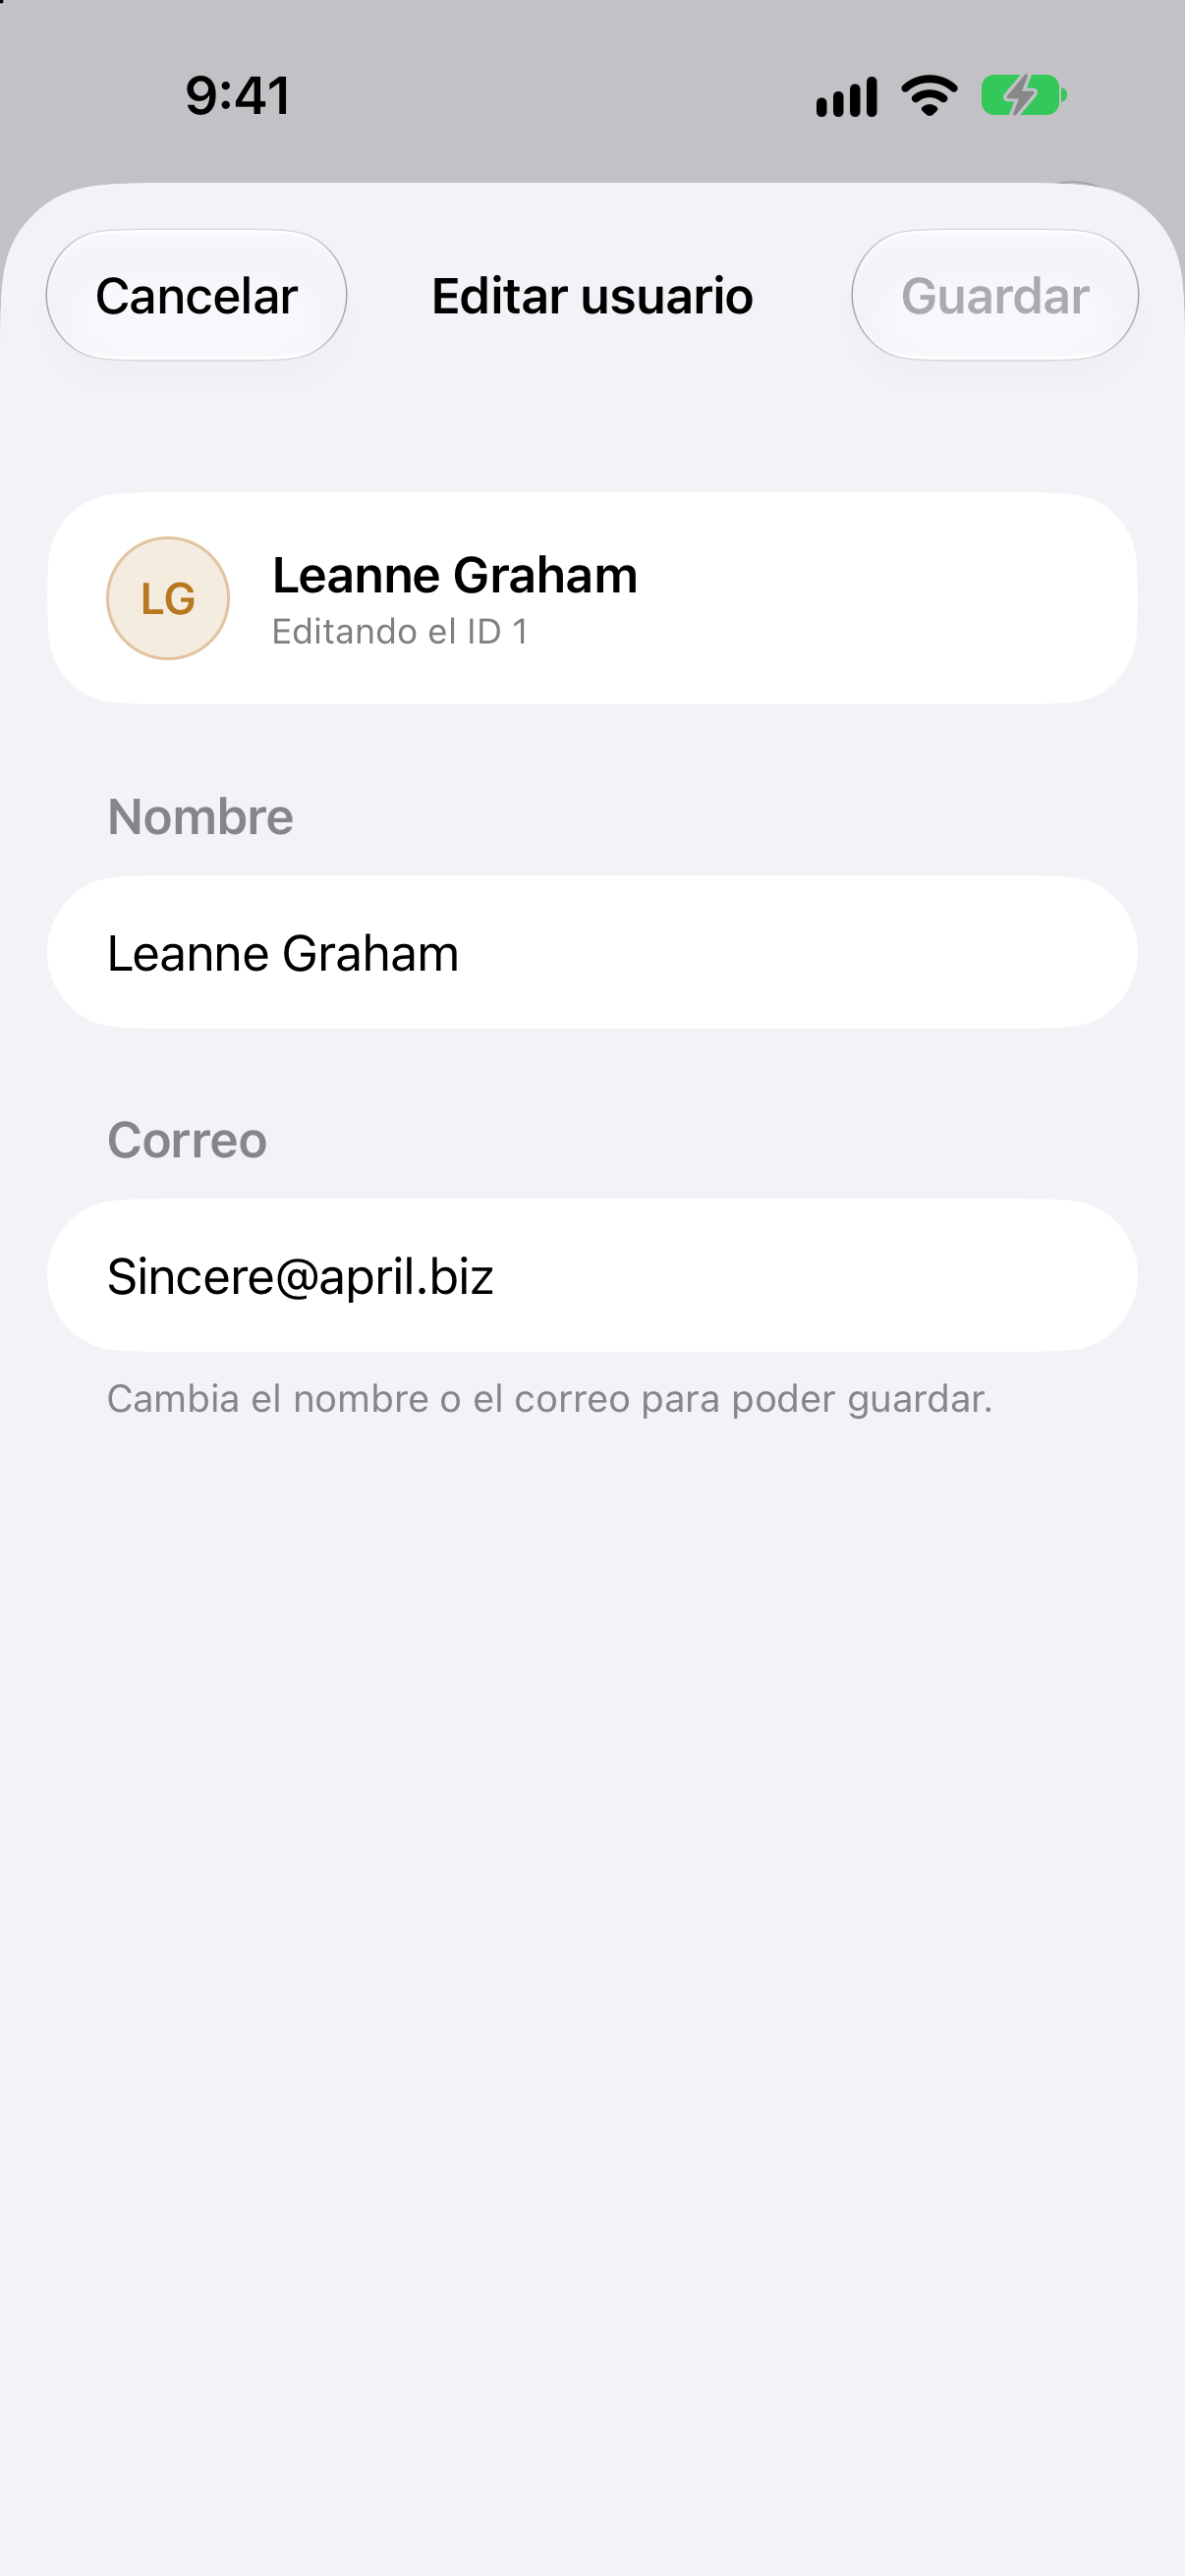 9:41
Cancelar
Editar usuario
Guardar
LG
Leanne Graham
Editando el ID 1
Nombre
Leanne Graham
Correo
Sincere@april.biz
Cambia el nombre o el correo para poder guardar.